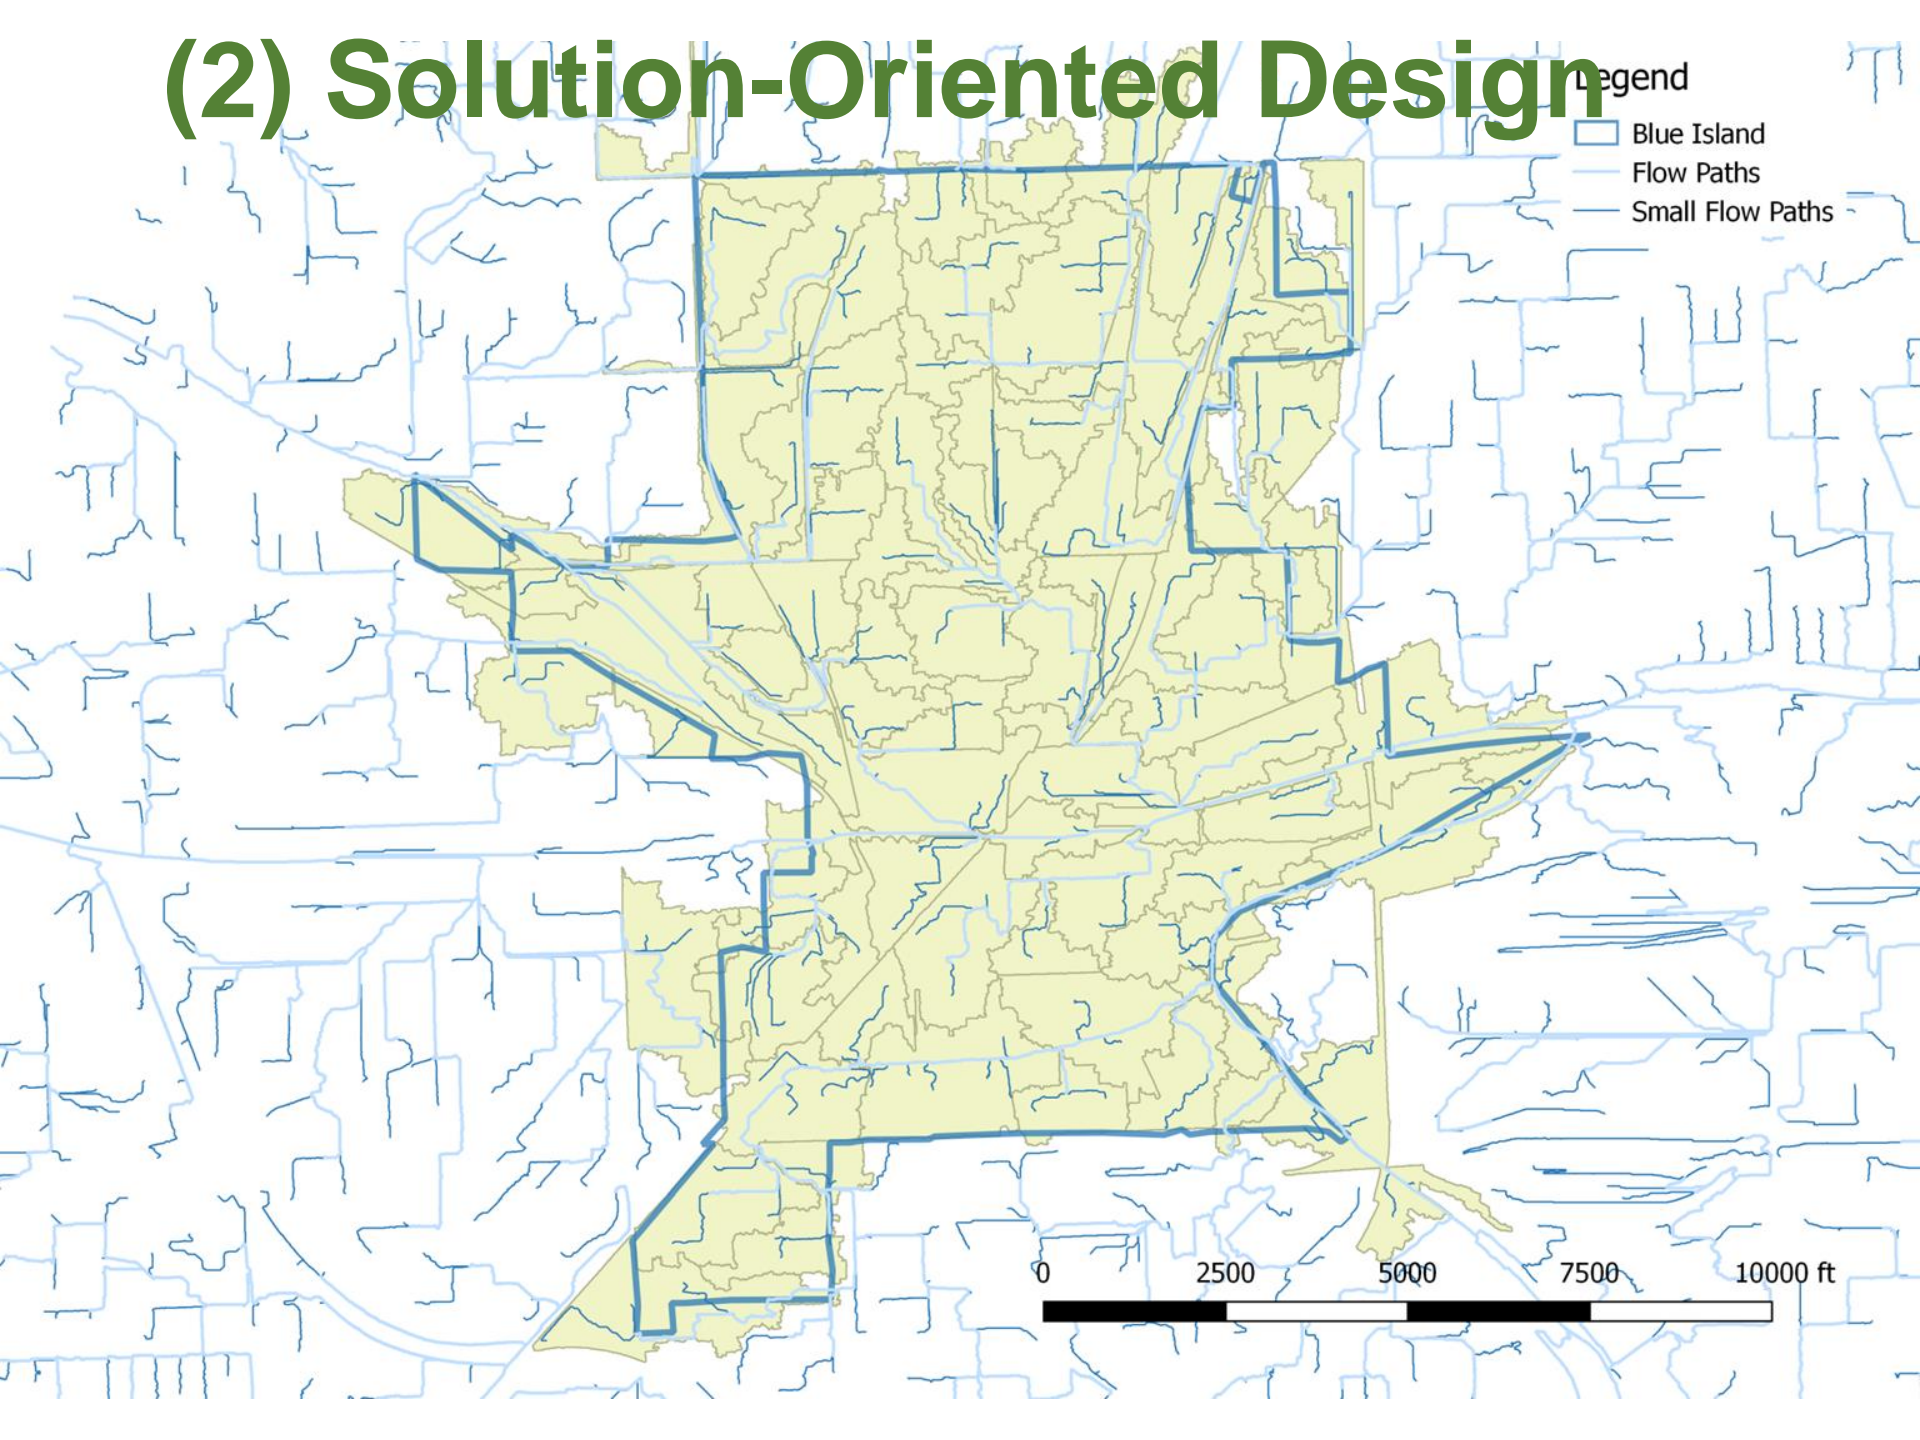 (2) Solution-Oriented Design
Legend
Blue Island
Flow Paths
Small Flow Paths
0 2500 5000 7500 10000 ft